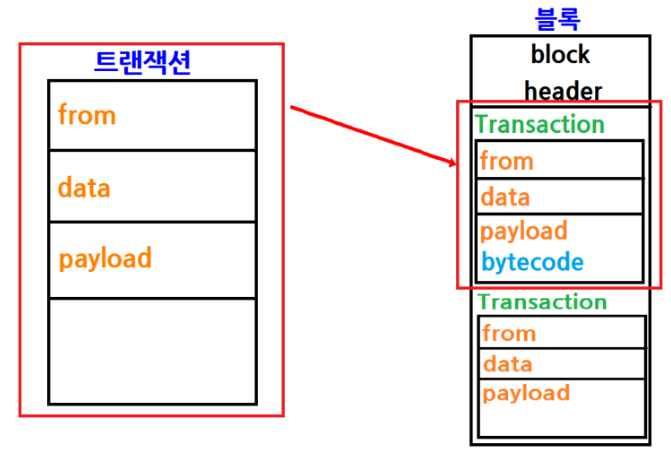 트랜잭션
from
data
payload
블록
block
header
Transaction
from
data
payload
bytecode
Transaction
from
data
payload